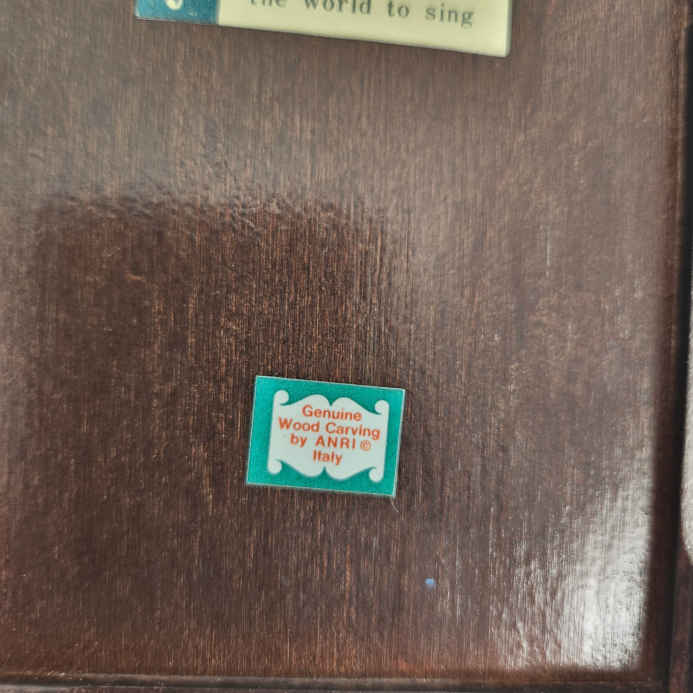 the world to sing
Genuine
Wood Carving
by ANRI ©
Italy